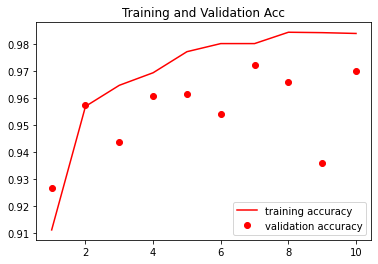 Training and Validation Acc
0.98
0.97
0.96
0.95
0.94
0.93
0.92
0.91
training accuracy
validation accuracy
2 4 6 8 10